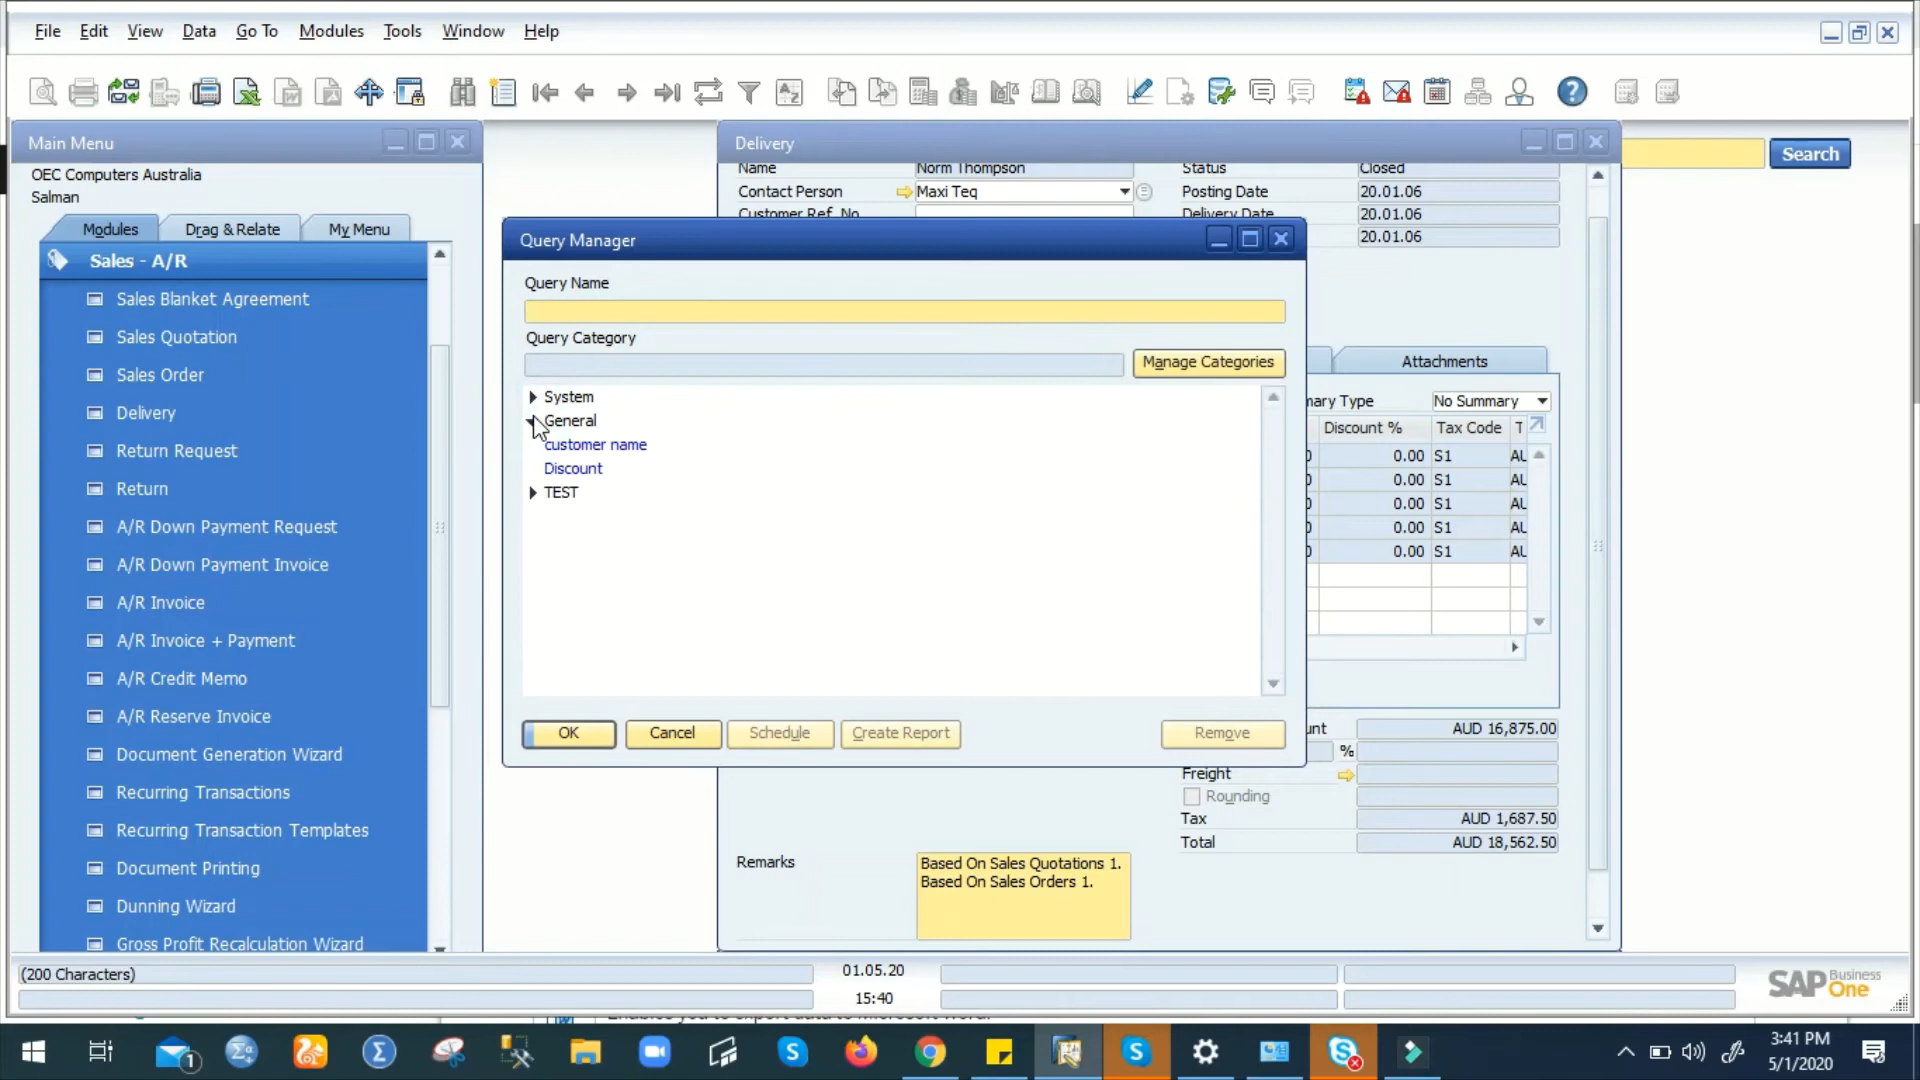 File Edit View Data Go To Modules Tools Window Help
Main Menu
OEC Computers Australia
Salman
Modules Drag & Relate My Menu
Sales - A/R
Sales Blanket Agreement
Sales Quotation
Sales Order
Delivery
Return Request
Return
A/R Down Payment Request
A/R Down Payment Invoice
A/R Invoice
A/R Invoice + Payment
A/R Credit Memo
A/R Reserve Invoice
Document Generation Wizard
Recurring Transactions
Recurring Transaction Templates
Document Printing
Dunning Wizard
Gross Profit Recalculation Wizard
Delivery
Search
Name Norm Thompson Status Closed
Contact Person Maxi Teq Posting Date 20.01.06
Customer Ref. No. Delivery Date 20.01.06
20.01.06
Query Manager
Query Name
Query Category
Manage Categories
System
General
customer name
Discount
TEST
OK Cancel Schedule Create Report Remove
Attachments
mary Type No Summary
Discount % Tax Code T
0.00 S1 AU
0.00 S1 AU
0.00 S1 AU
0.00 S1 AU
0.00 S1 AU
unt AUD 16,875.00
%
Freight
Rounding
Tax AUD 1,687.50
Total AUD 18,562.50
Remarks
Based On Sales Quotations 1.
Based On Sales Orders 1.
(200 Characters)
01.05.20
15:40
SAP Business One
3:41 PM
5/1/2020